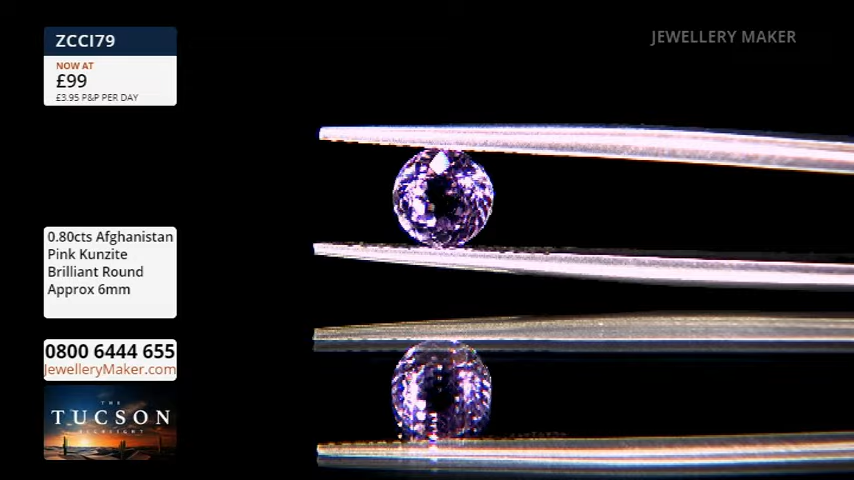 ZCCI79
NOW AT
£99
£3.95 P&P PER DAY
JEWELLERY MAKER
0.80cts Afghanistan
Pink Kunzite
Brilliant Round
Approx 6mm
0800 6444 655
JewelleryMaker.com
THE
TUCSON